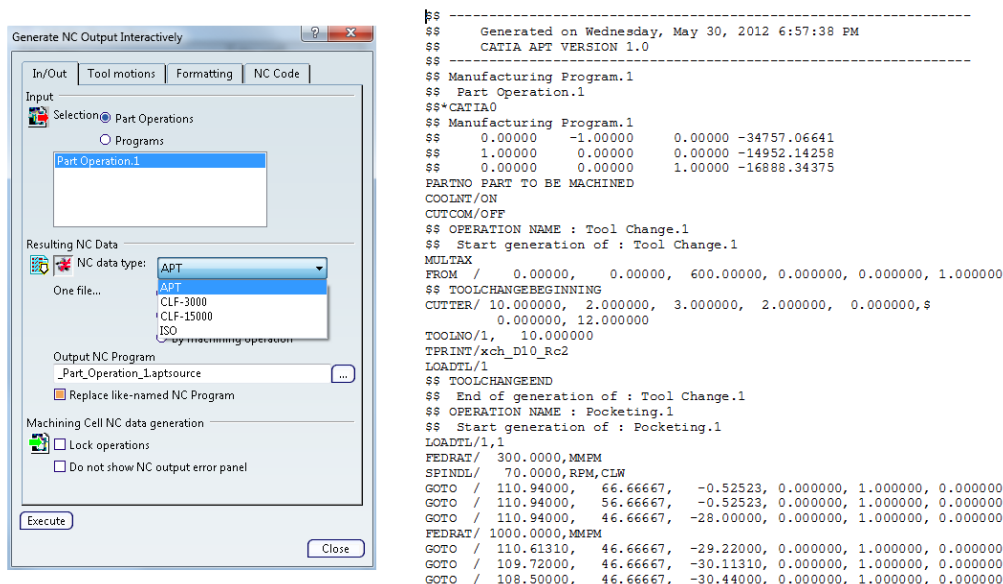 Generate NC Output Interactively
In/Out Tool motions Formatting NC Code
Input
Selection Part Operations
Programs
Part Operation.1
Resulting NC Data
NC data type: APT
One file...
APT
CLF-3000
CLF-15000
ISO
by machining operation
Output NC Program
_Part_Operation_1.aptsource ...
Replace like-named NC Program
Machining Cell NC data generation
Lock operations
Do not show NC output error panel
Execute
Close
$$ -----------------------------------------------------------------
$$ Generated on Wednesday, May 30, 2012 6:57:38 PM
$$ CATIA APT VERSION 1.0
$$ -----------------------------------------------------------------
$$ Manufacturing Program.1
$$ Part Operation.1
$$*CATIA0
$$ Manufacturing Program.1
$$ 0.00000 -1.00000 0.00000 -34757.06641
$$ 1.00000 0.00000 0.00000 -14952.14258
$$ 0.00000 0.00000 1.00000 -16888.34375
PARTNO PART TO BE MACHINED
COOLNT/ON
CUTCOM/OFF
$$ OPERATION NAME : Tool Change.1
$$ Start generation of : Tool Change.1
MULTAX
FROM / 0.00000, 0.00000, 600.00000, 0.000000, 0.000000, 1.000000
$$ TOOLCHANGEBEGINNING
CUTTER/ 10.000000, 2.000000, 3.000000, 2.000000, 0.000000, 0.000000,$
0.000000, 12.000000
TOOLNO/1, 10.000000
TPRINT/xch_D10_Rc2
LOADTL/1
$$ TOOLCHANGEEND
$$ End of generation of : Tool Change.1
$$ OPERATION NAME : Pocketing.1
$$ Start generation of : Pocketing.1
LOADTL/1,1
FEDRAT/ 300.0000,MMPM
SPINDL/ 70.0000,RPM,CLW
GOTO / 110.94000, 66.66667, -0.52523, 0.000000, 1.000000, 0.000000
GOTO / 110.94000, 56.66667, -0.52523, 0.000000, 1.000000, 0.000000
GOTO / 110.94000, 46.66667, -28.00000, 0.000000, 1.000000, 0.000000
FEDRAT/ 1000.0000,MMPM
GOTO / 110.61310, 46.66667, -29.22000, 0.000000, 1.000000, 0.000000
GOTO / 109.72000, 46.66667, -30.11310, 0.000000, 1.000000, 0.000000
GOTO / 108.50000, 46.66667, -30.44000, 0.000000, 1.000000, 0.000000